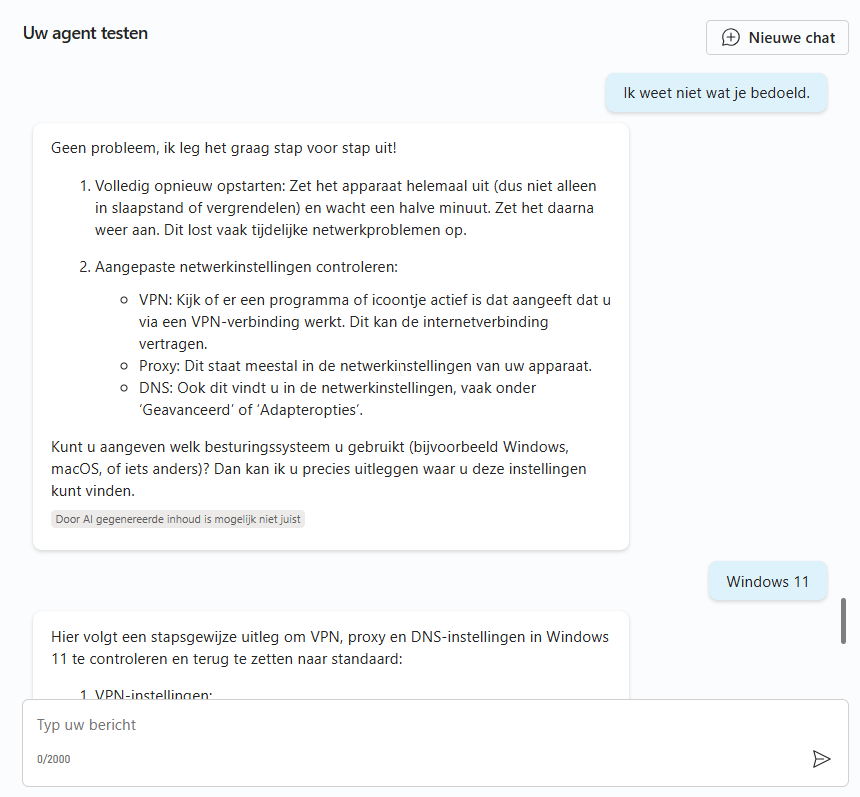 Uw agent testen
Nieuwe chat
Ik weet niet wat je bedoeld.
Geen probleem, ik leg het graag stap voor stap uit!
1. Volledig opnieuw opstarten: Zet het apparaat helemaal uit (dus niet alleen
in slaapstand of vergrendelen) en wacht een halve minuut. Zet het daarna
weer aan. Dit lost vaak tijdelijke netwerkproblemen op.
2. Aangepaste netwerkinstellingen controleren:
VPN: Kijk of er een programma of icoontje actief is dat aangeeft dat u
via een VPN-verbinding werkt. Dit kan de internetverbinding
vertragen.
Proxy: Dit staat meestal in de netwerkinstellingen van uw apparaat.
DNS: Ook dit vindt u in de netwerkinstellingen, vaak onder
‘Geavanceerd’ of ‘Adapteropties’.
Kunt u aangeven welk besturingssysteem u gebruikt (bijvoorbeeld Windows,
macOS, of iets anders)? Dan kan ik u precies uitleggen waar u deze instellingen
kunt vinden.
Door AI gegenereerde inhoud is mogelijk niet juist
Windows 11
Hier volgt een stapsgewijze uitleg om VPN, proxy en DNS-instellingen in Windows
11 te controleren en terug te zetten naar standaard:
1. VPN-instellingen:
Typ uw bericht
0/2000